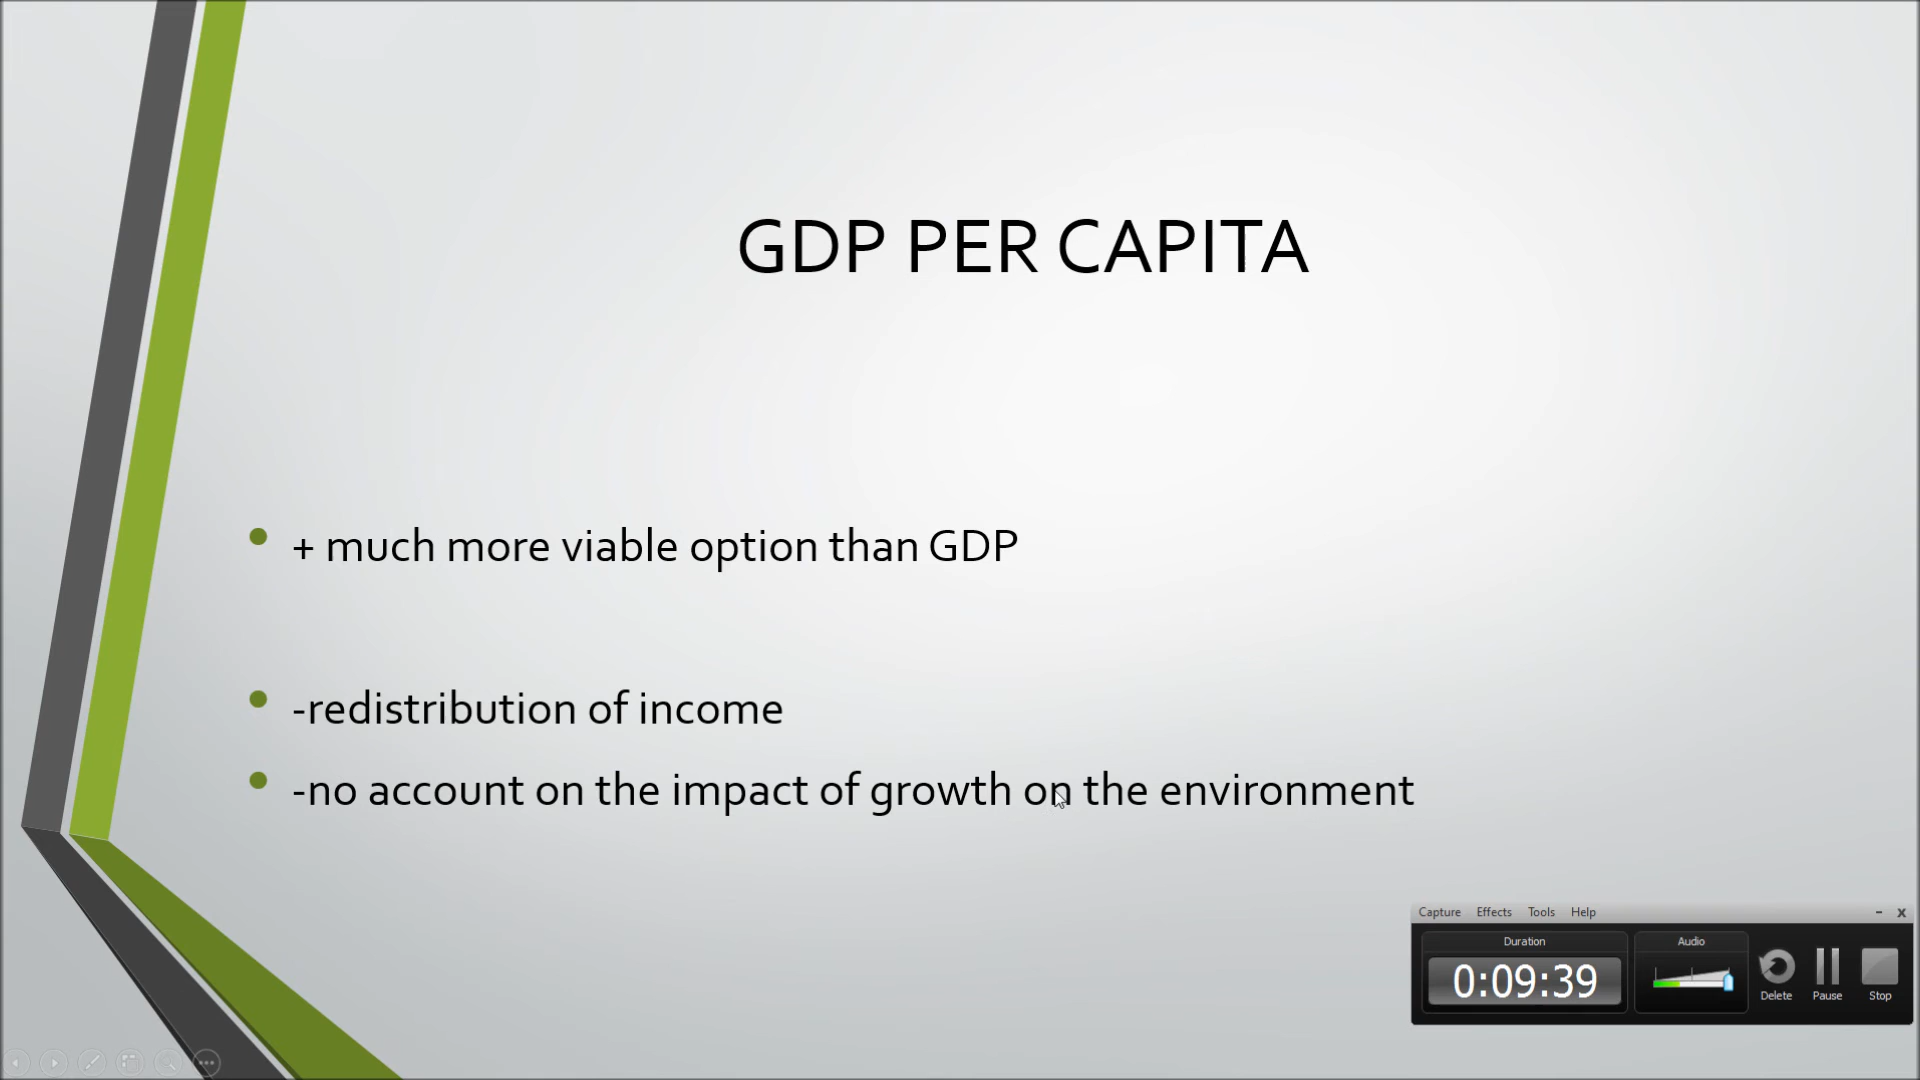 GDP PER CAPITA
+ much more viable option than GDP
-redistribution of income
-no account on the impact of growth on the environment
Capture Effects Tools Help
Duration Audio
0:09:39
Delete Pause Stop